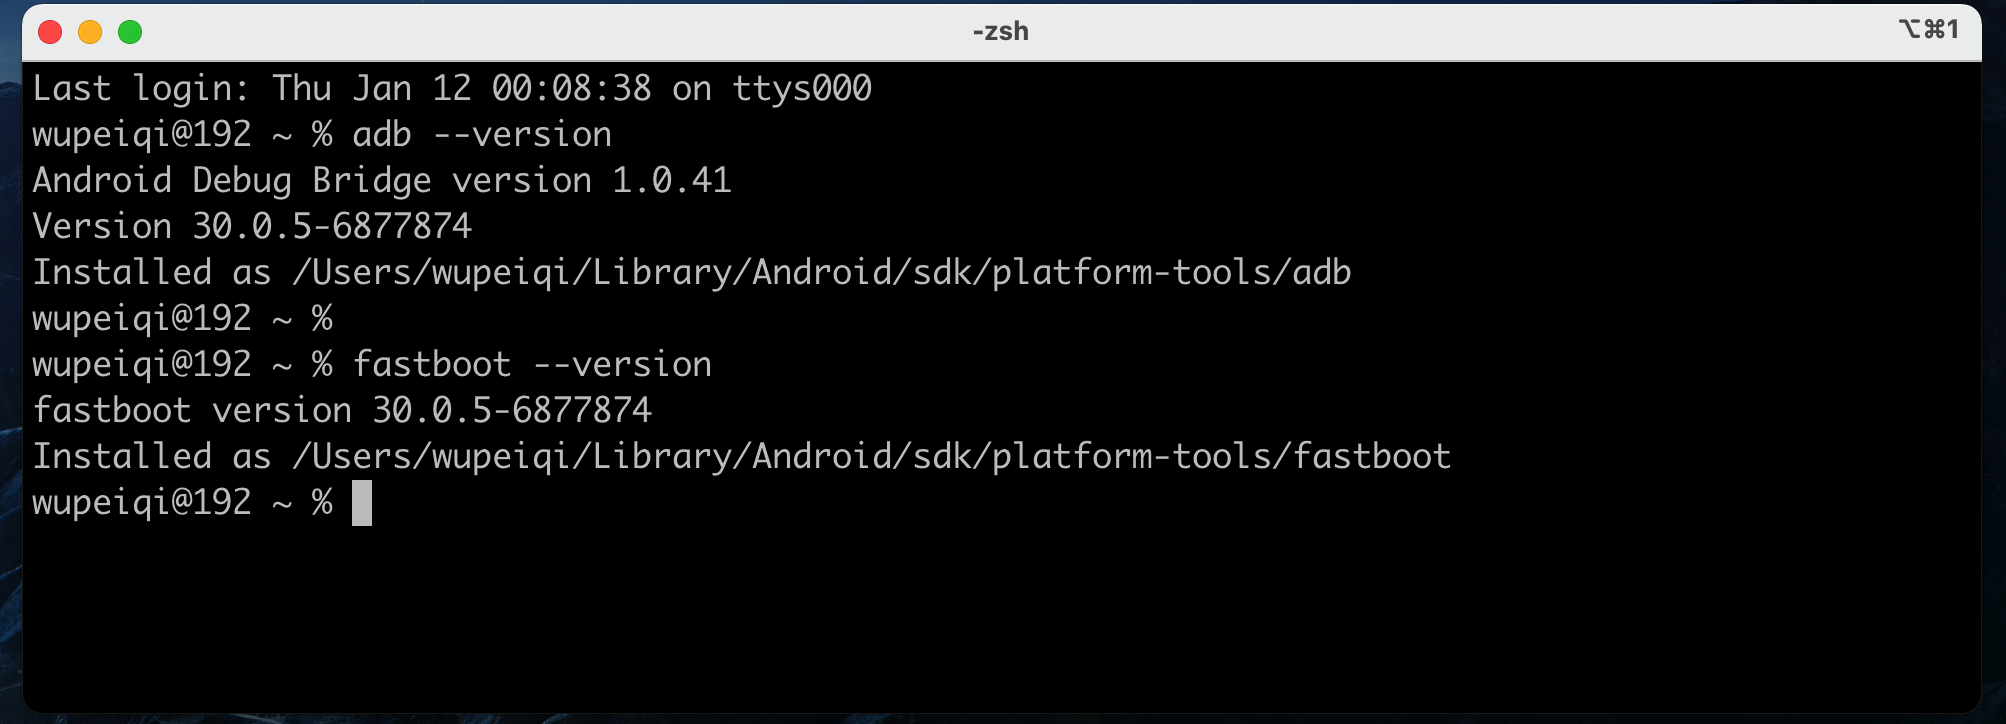 -zsh
⌥⌘1
Last login: Thu Jan 12 00:08:38 on ttys000
wupeiqi@192 ~ % adb --version
Android Debug Bridge version 1.0.41
Version 30.0.5-6877874
Installed as /Users/wupeiqi/Library/Android/sdk/platform-tools/adb
wupeiqi@192 ~ %
wupeiqi@192 ~ % fastboot --version
fastboot version 30.0.5-6877874
Installed as /Users/wupeiqi/Library/Android/sdk/platform-tools/fastboot
wupeiqi@192 ~ %